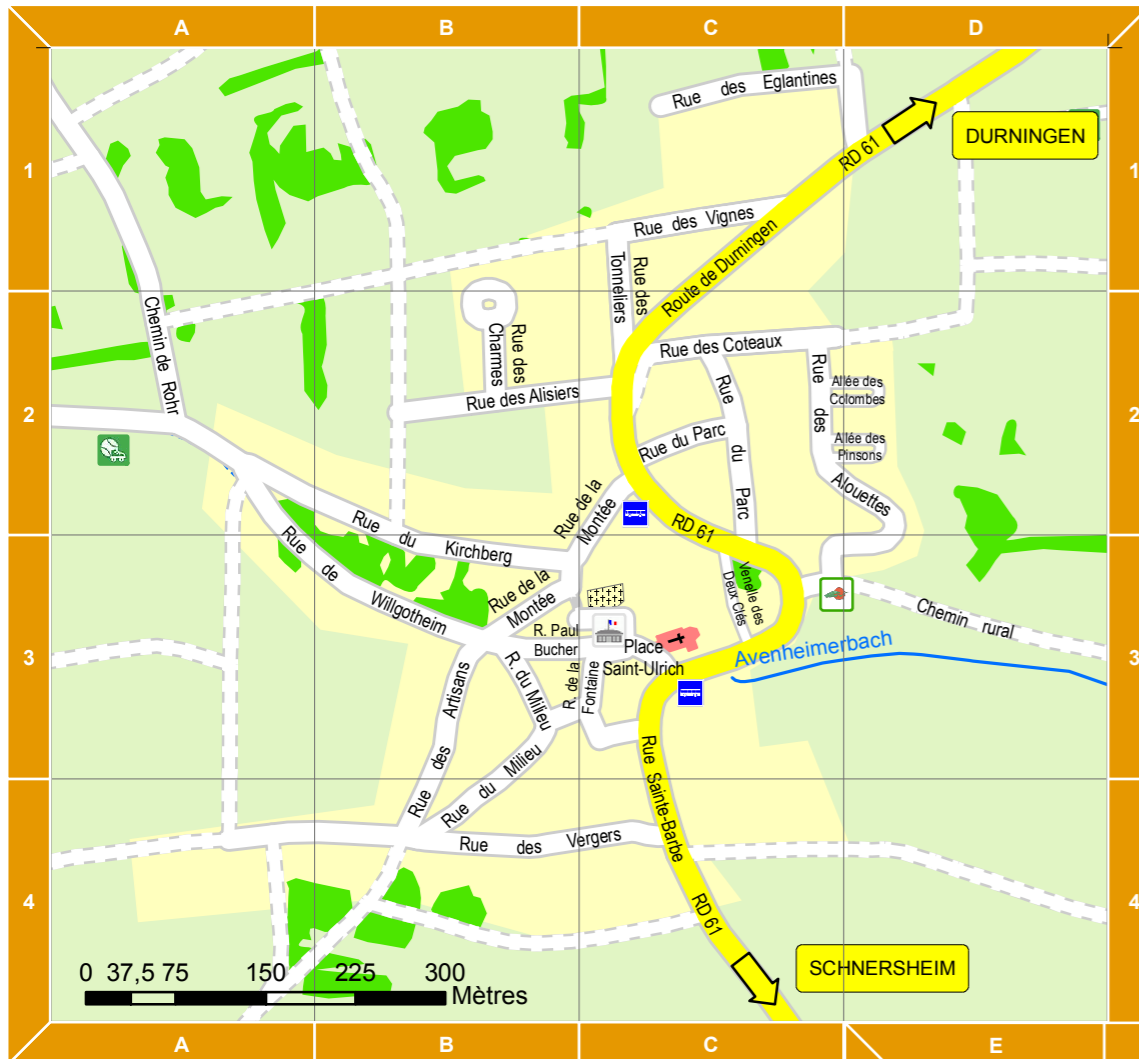 A B C D
1
1
Rue des Eglantines
RD 61
DURNINGEN
Rue des Vignes
Rue des
Tonneliers
Route de Durningen
Chemin de Rohr
Rue des
Charmes
Rue des Coteaux
Rue des Alisiers
2
2
Rue du Parc
Rue du Parc
Rue des Alouettes
Allée des
Colombes
Allée des
Pinsons
Rue de la
Montée
RD 61
Rue du Kirchberg
Rue de Willgotheim
Rue de la
Montée
Venelle des
Deux Clés
Chemin rural
R. Paul
Bucher
Place
Saint-Ulrich
Avenheimerbach
3
3
R. de la
Fontaine
R. du Milieu
Rue des Artisans
Rue du Milieu
Rue Sainte-Barbe
Rue des Vergers
4
4
RD 61
SCHNERSHEIM
0 37,5 75 150 225 300
Mètres
A B C E